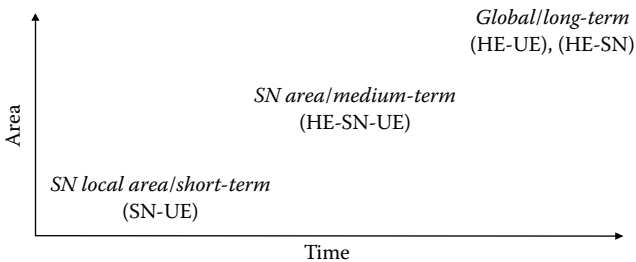 Global/long-term
(HE-UE), (HE-SN)
SN area/medium-term
(HE-SN-UE)
Area
SN local area/short-term
(SN-UE)
Time